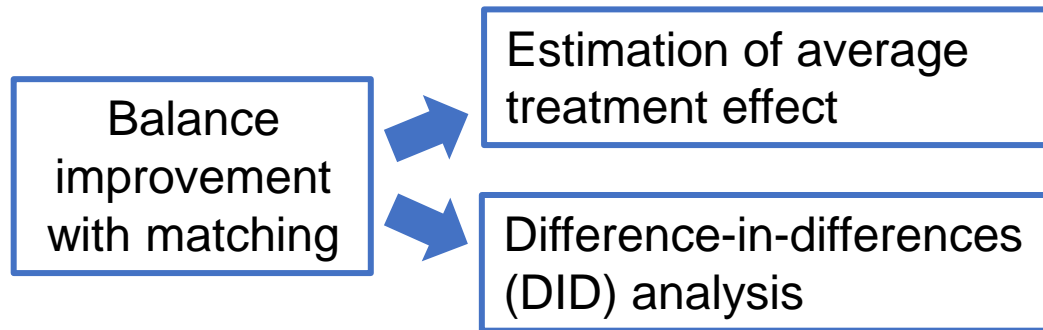 Balance
improvement
with matching
Estimation of average
treatment effect
Difference-in-differences
(DID) analysis